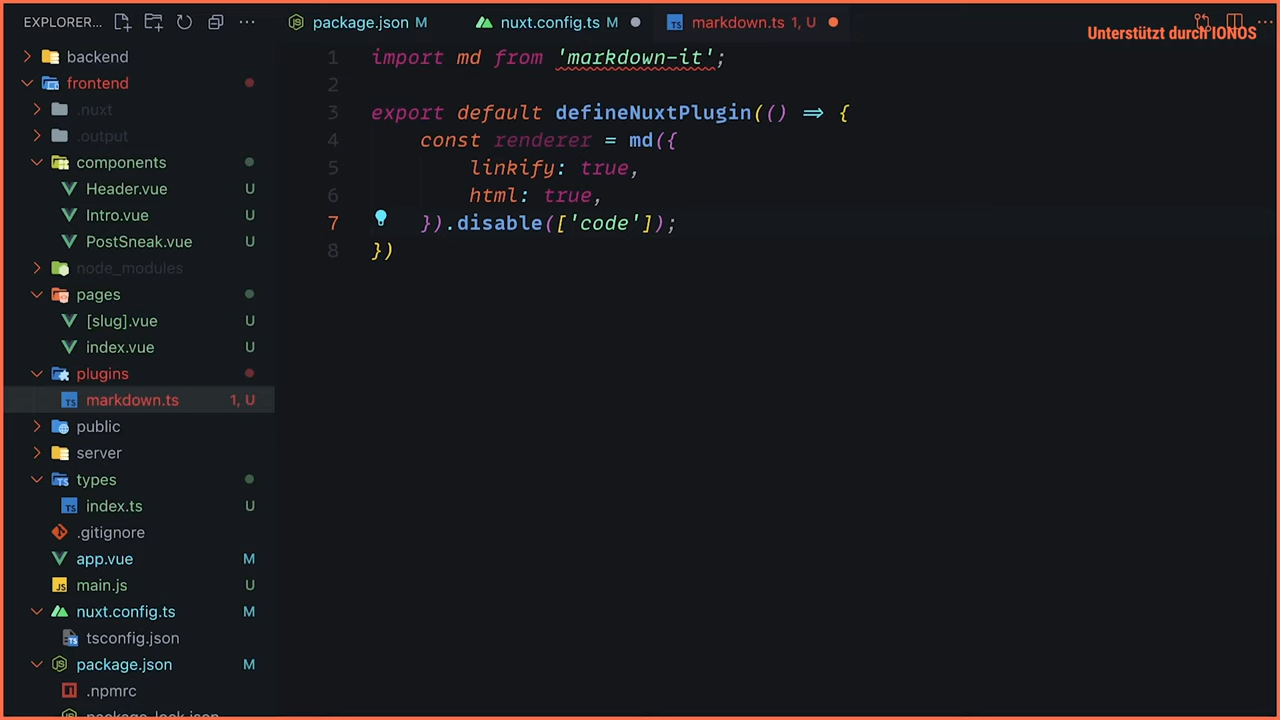 EXPLORER...
package.json M
nuxt.config.ts M
markdown.ts 1, U
Unterstützt durch IONOS
backend
frontend
.nuxt
.output
components
Header.vue U
Intro.vue U
PostSneak.vue U
node_modules
pages
[slug].vue U
index.vue U
plugins
markdown.ts 1, U
public
server
types
index.ts U
.gitignore
app.vue M
main.js U
nuxt.config.ts M
tsconfig.json
package.json M
.npmrc
package-lock.json
1 import md from 'markdown-it';
2
3 export default defineNuxtPlugin(() => {
4 const renderer = md({
5 linkify: true,
6 html: true,
7 }).disable(['code']);
8 })